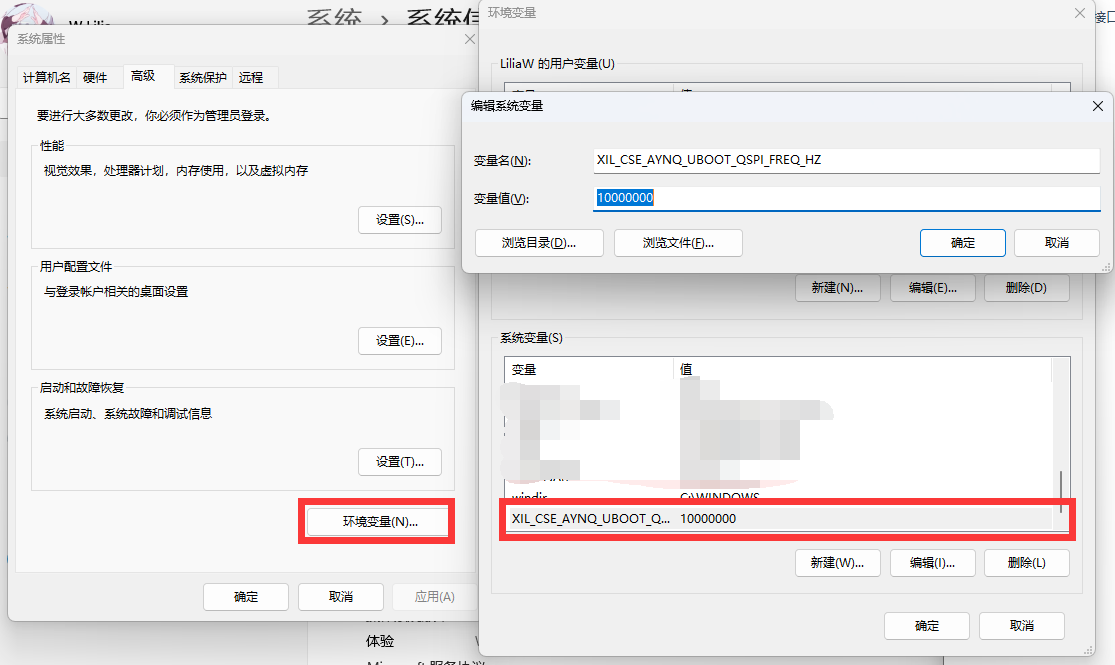 系统 ›
系统属性
计算机名
硬件
高级
系统保护
远程
要进行大多数更改，你必须作为管理员登录。
性能
视觉效果，处理器计划，内存使用，以及虚拟内存
设置(S)...
用户配置文件
与登录帐户相关的桌面设置
设置(E)...
启动和故障恢复
系统启动、系统故障和调试信息
设置(T)...
环境变量(N)...
确定
取消
应用(A)
体验
环境变量
接口
LiliaW 的用户变量(U)
编辑系统变量
变量名(N):
XIL_CSE_AYNQ_UBOOT_QSPI_FREQ_HZ
变量值(V):
10000000
浏览目录(D)...
浏览文件(F)...
确定
取消
新建(N)...
编辑(E)...
删除(D)
系统变量(S)
变量
值
windir
C:\WINDOWS
XIL_CSE_AYNQ_UBOOT_Q...
10000000
新建(W)...
编辑(I)...
删除(L)
确定
取消